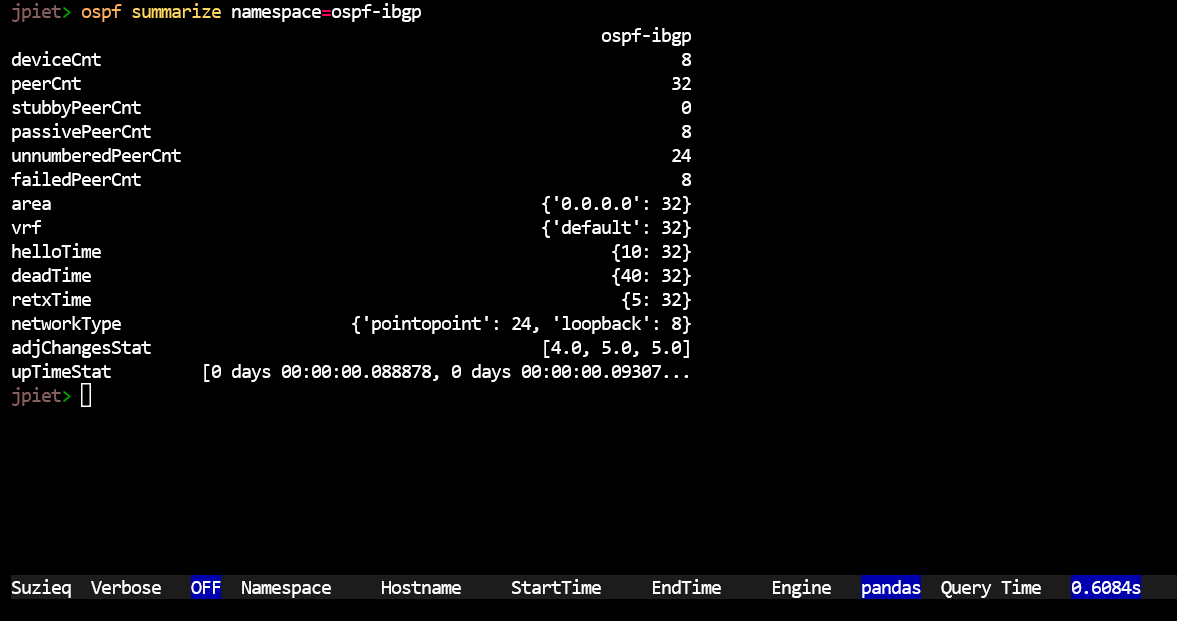 jpiet> ospf summarize namespace=ospf-ibgp
ospf-ibgp
deviceCnt 8
peerCnt 32
stubbyPeerCnt 0
passivePeerCnt 8
unnumberedPeerCnt 24
failedPeerCnt 8
area {'0.0.0.0': 32}
vrf {'default': 32}
helloTime {10: 32}
deadTime {40: 32}
retxTime {5: 32}
networkType {'pointopoint': 24, 'loopback': 8}
adjChangesStat [4.0, 5.0, 5.0]
upTimeStat [0 days 00:00:00.088878, 0 days 00:00:00.09307...
jpiet>
Suzieq Verbose OFF Namespace Hostname StartTime EndTime Engine pandas Query Time 0.6084s